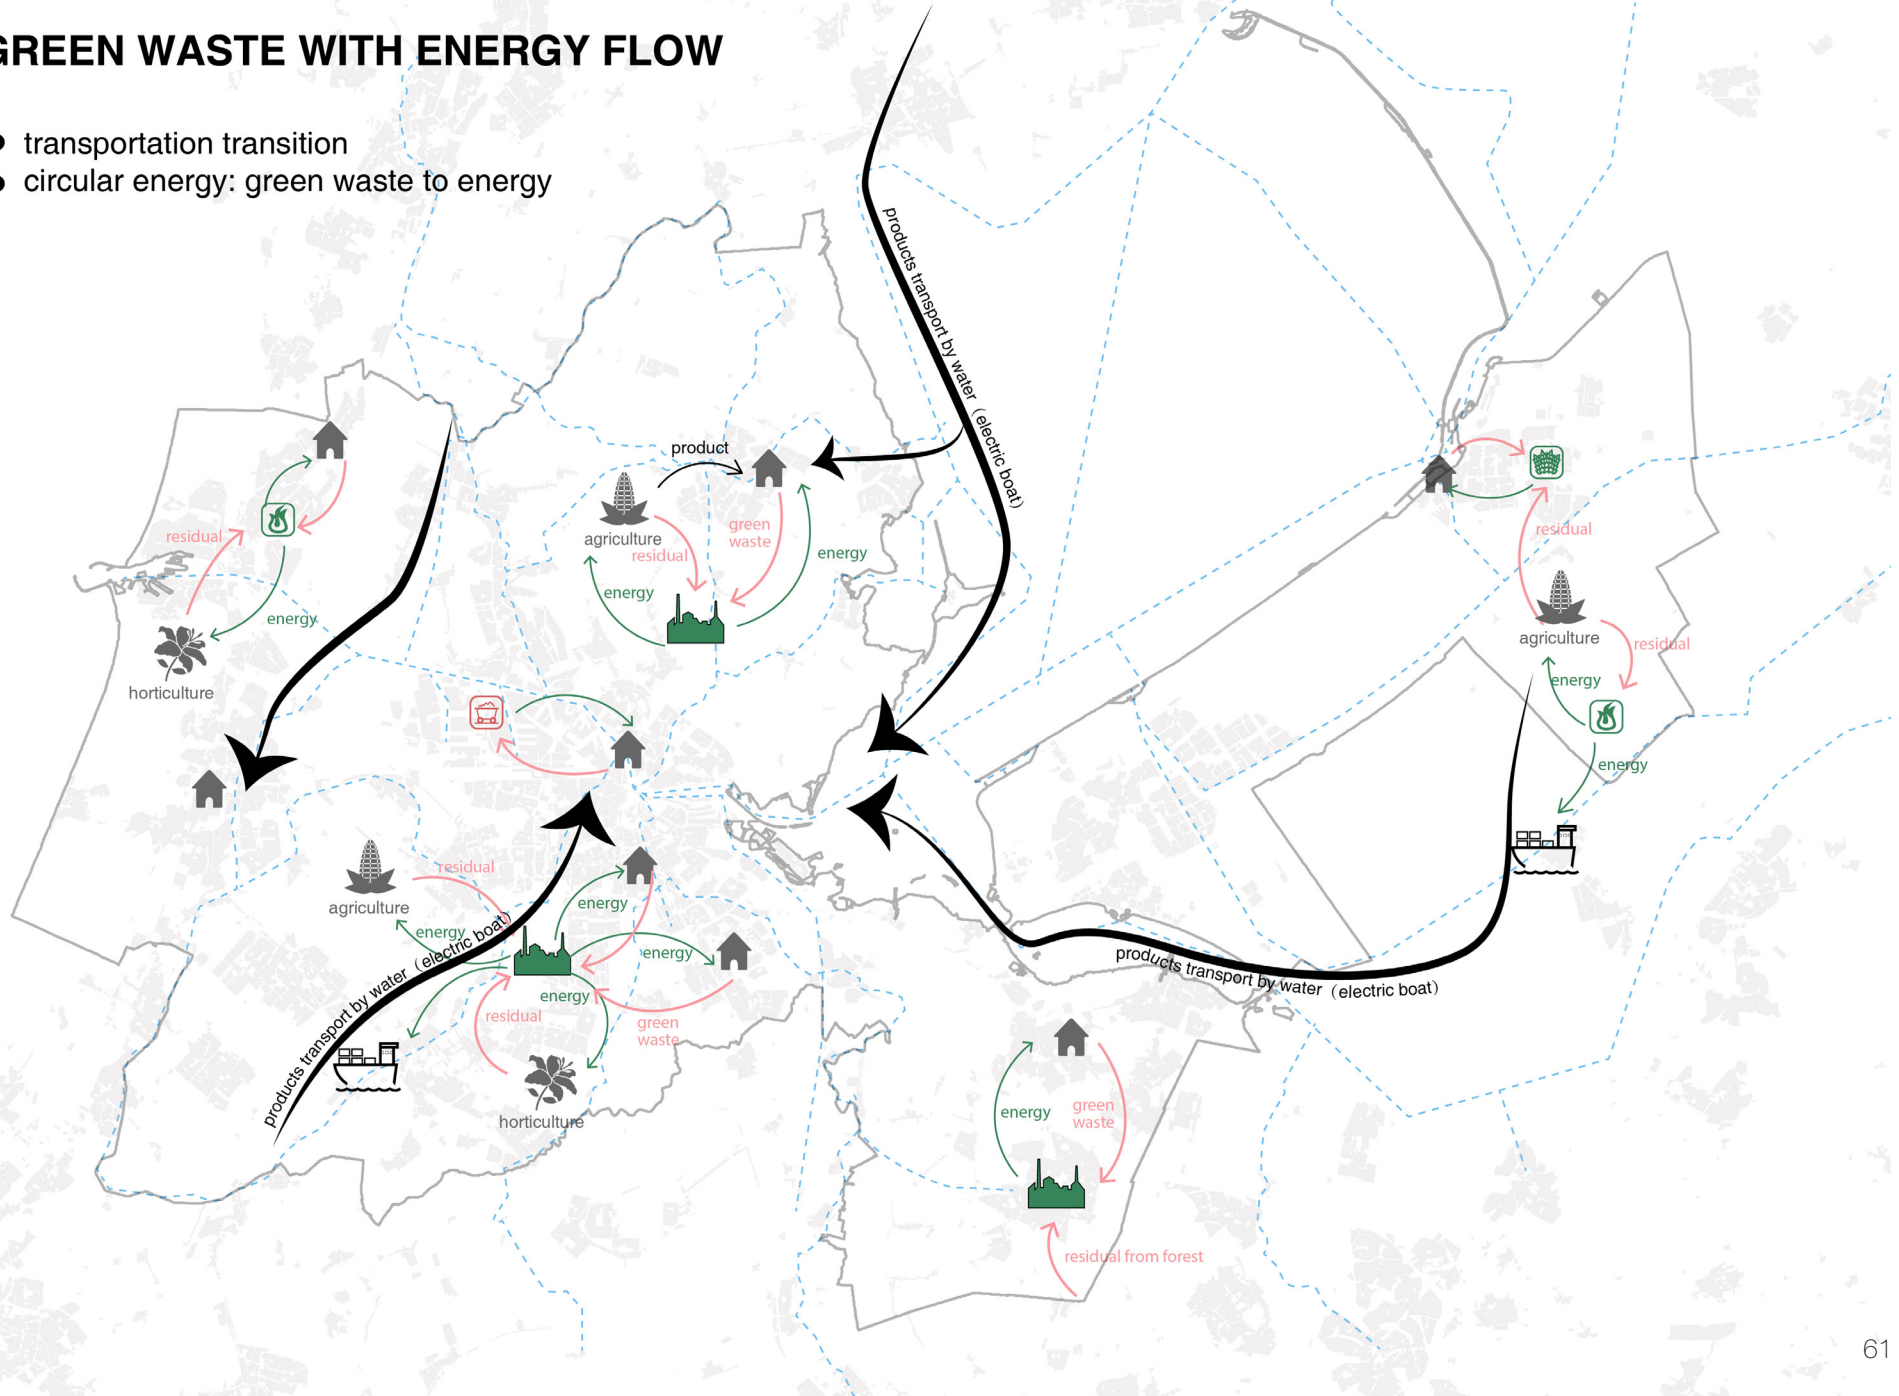 GREEN WASTE WITH ENERGY FLOW
transportation transition
circular energy: green waste to energy
products transport by water（electric boat）
product
agriculture
residual
green
waste
energy
energy
residual
energy
horticulture
residual
agriculture
residual
energy
energy
agriculture
residual
energy
energy
energy
energy
residual
green
waste
horticulture
products transport by water（electric boat）
products transport by water（electric boat）
energy
green
waste
residual from forest
61